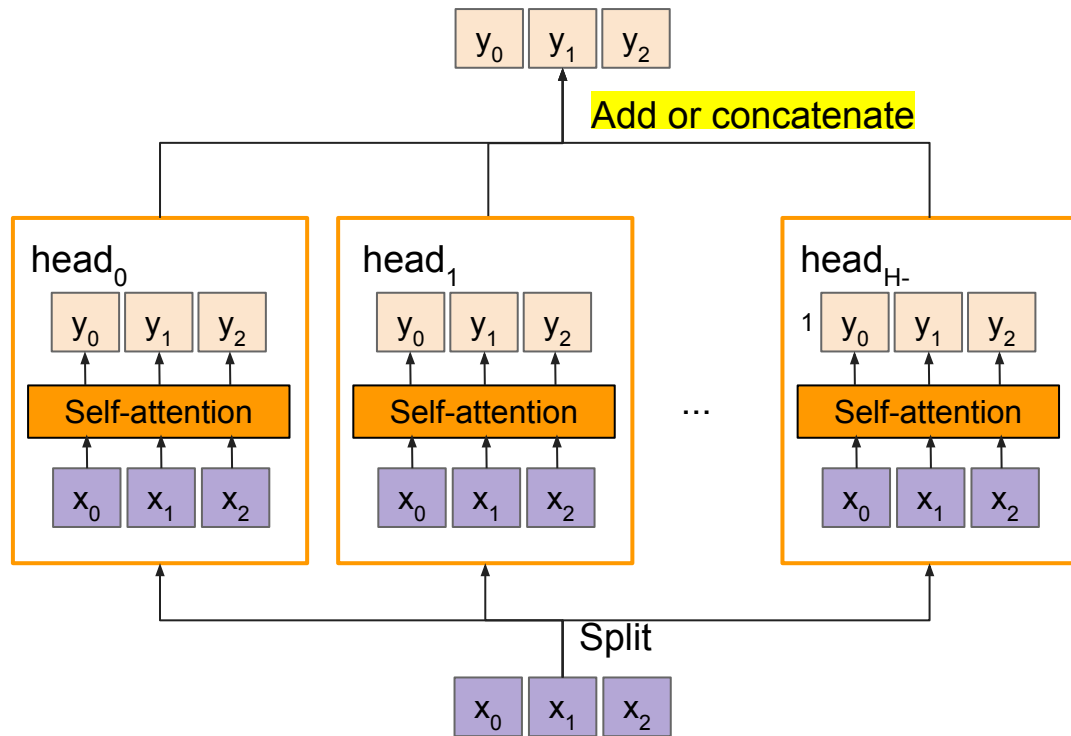 y0 y1 y2
Add or concatenate
head0 head1 headH-1
y0 y1 y2 y0 y1 y2 y0 y1 y2
Self-attention Self-attention ... Self-attention
x0 x1 x2 x0 x1 x2 x0 x1 x2
Split
x0 x1 x2